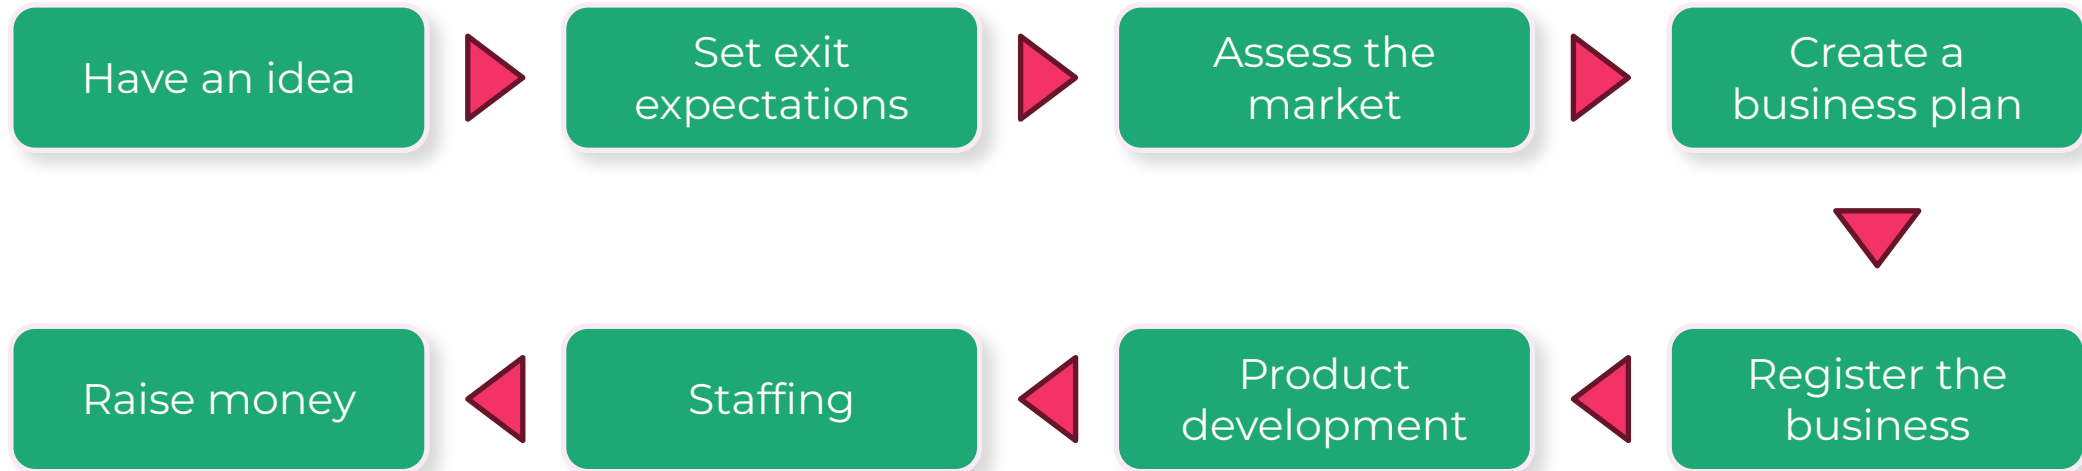 Have an idea
Set exit
expectations
Assess the
market
Create a
business plan
Register the
business
Product
development
Staffing
Raise money